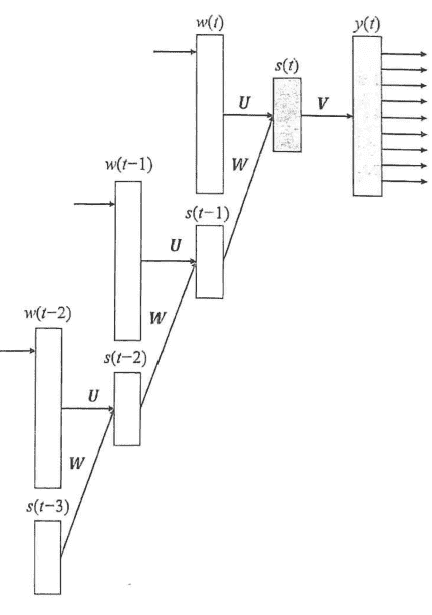 w(t)
y(t)
s(t)
U
V
W
w(t−1)
s(t−1)
U
W
w(t−2)
s(t−2)
U
W
s(t−3)